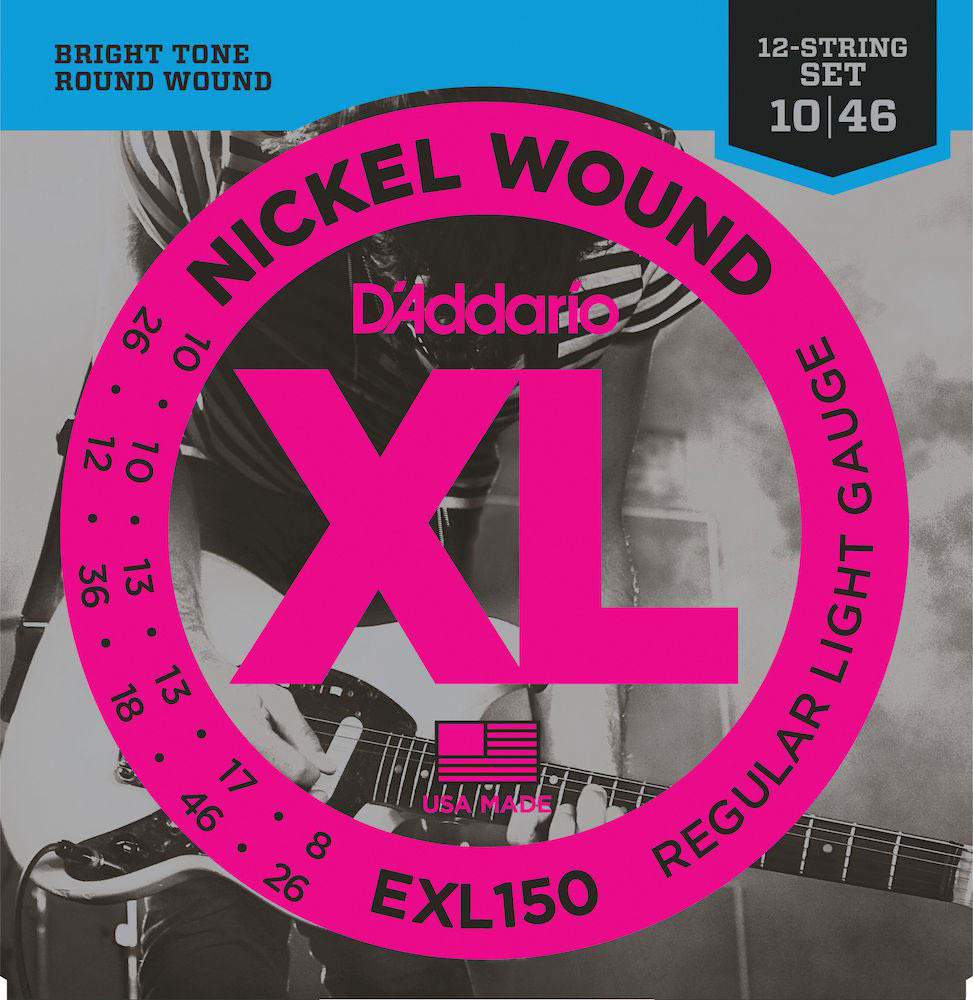 BRIGHT TONE
ROUND WOUND
12-STRING
SET
10|46
NICKEL WOUND
D'Addario
XL
USA MADE
EXL150
REGULAR LIGHT GAUGE
10 • 10 • 13 • 13 • 17 • 8
26 • 12 • 36 • 18 • 46 • 26